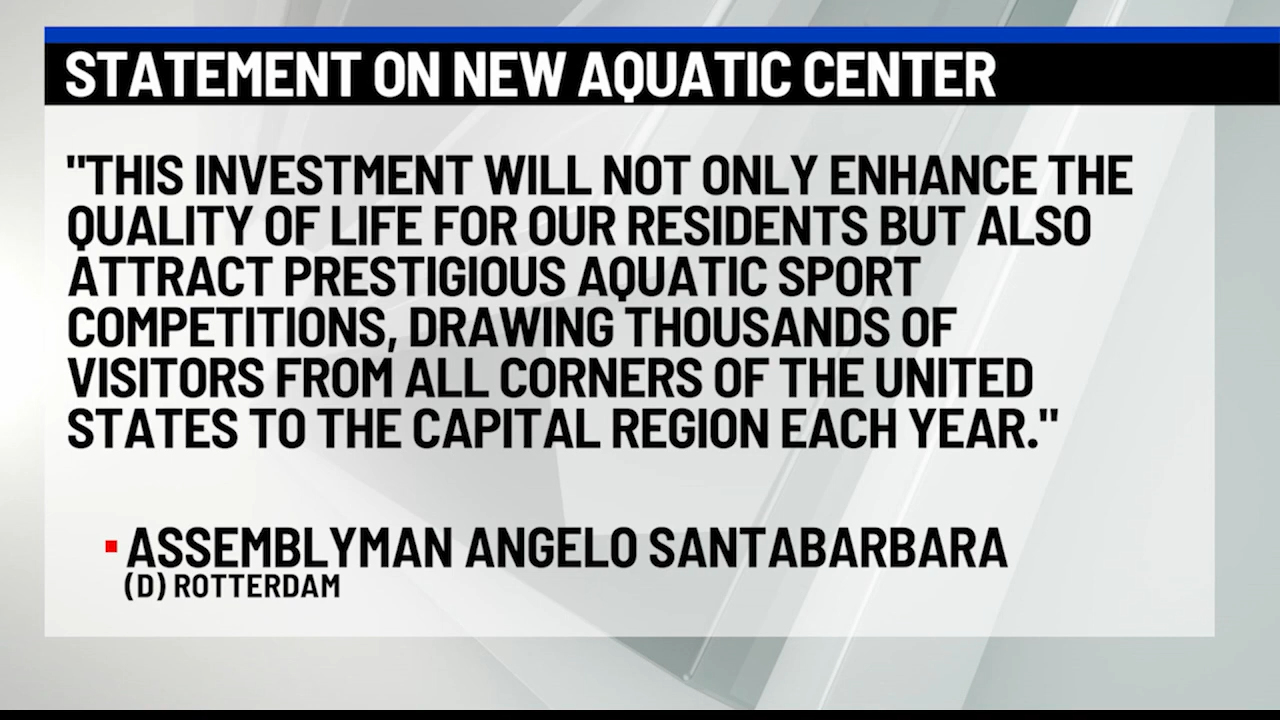 STATEMENT ON NEW AQUATIC CENTER
"THIS INVESTMENT WILL NOT ONLY ENHANCE THE
QUALITY OF LIFE FOR OUR RESIDENTS BUT ALSO
ATTRACT PRESTIGIOUS AQUATIC SPORT
COMPETITIONS, DRAWING THOUSANDS OF
VISITORS FROM ALL CORNERS OF THE UNITED
STATES TO THE CAPITAL REGION EACH YEAR."
ASSEMBLYMAN ANGELO SANTABARBARA
(D) ROTTERDAM